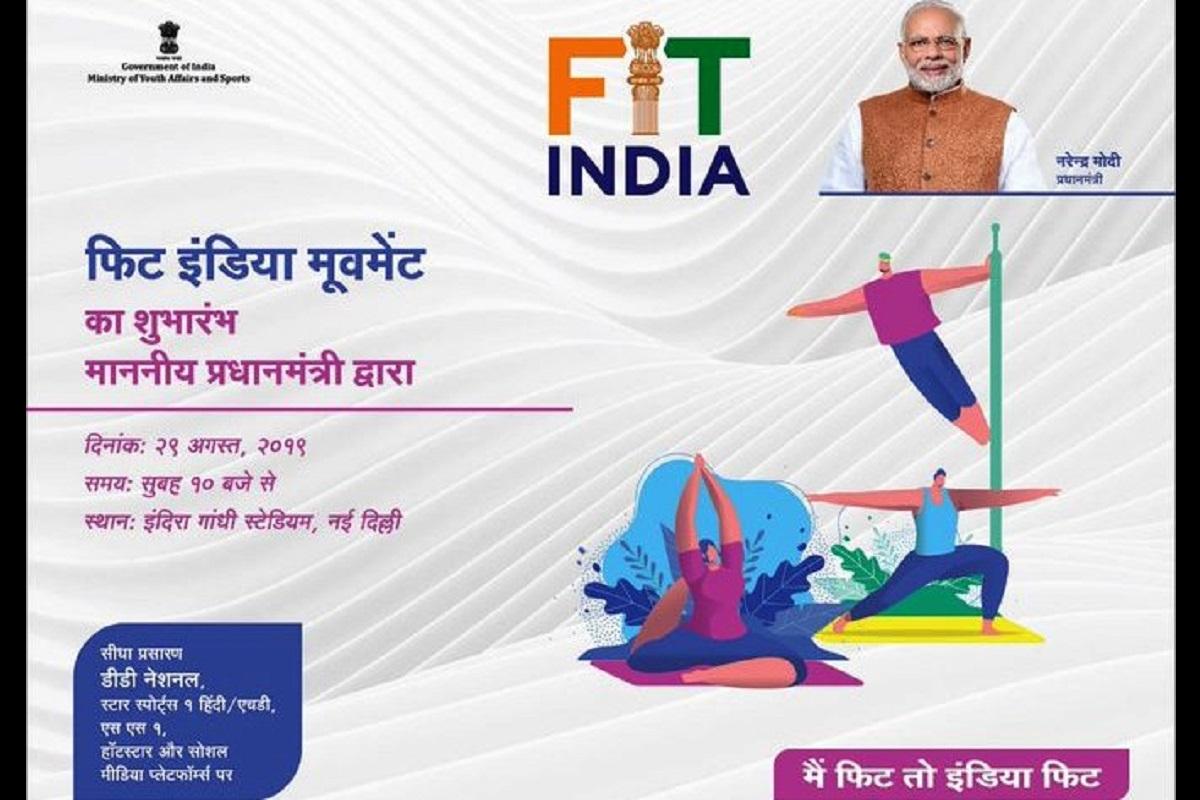 Government of India
Ministry of Youth Affairs and Sports
FIT
INDIA
नरेन्द्र मोदी
प्रधानमंत्री
फिट इंडिया मूवमेंट
का शुभारंभ
माननीय प्रधानमंत्री द्वारा
दिनांक: २९ अगस्त, २०१९
समय: सुबह १० बजे से
स्थान: इंदिरा गांधी स्टेडियम, नई दिल्ली
सीधा प्रसारण
डीडी नेशनल,
स्टार स्पोर्ट्स १ हिंदी/एचडी,
एस एस १,
हॉटस्टार और सोशल
मीडिया प्लेटफॉर्म्स पर
मैं फिट तो इंडिया फिट